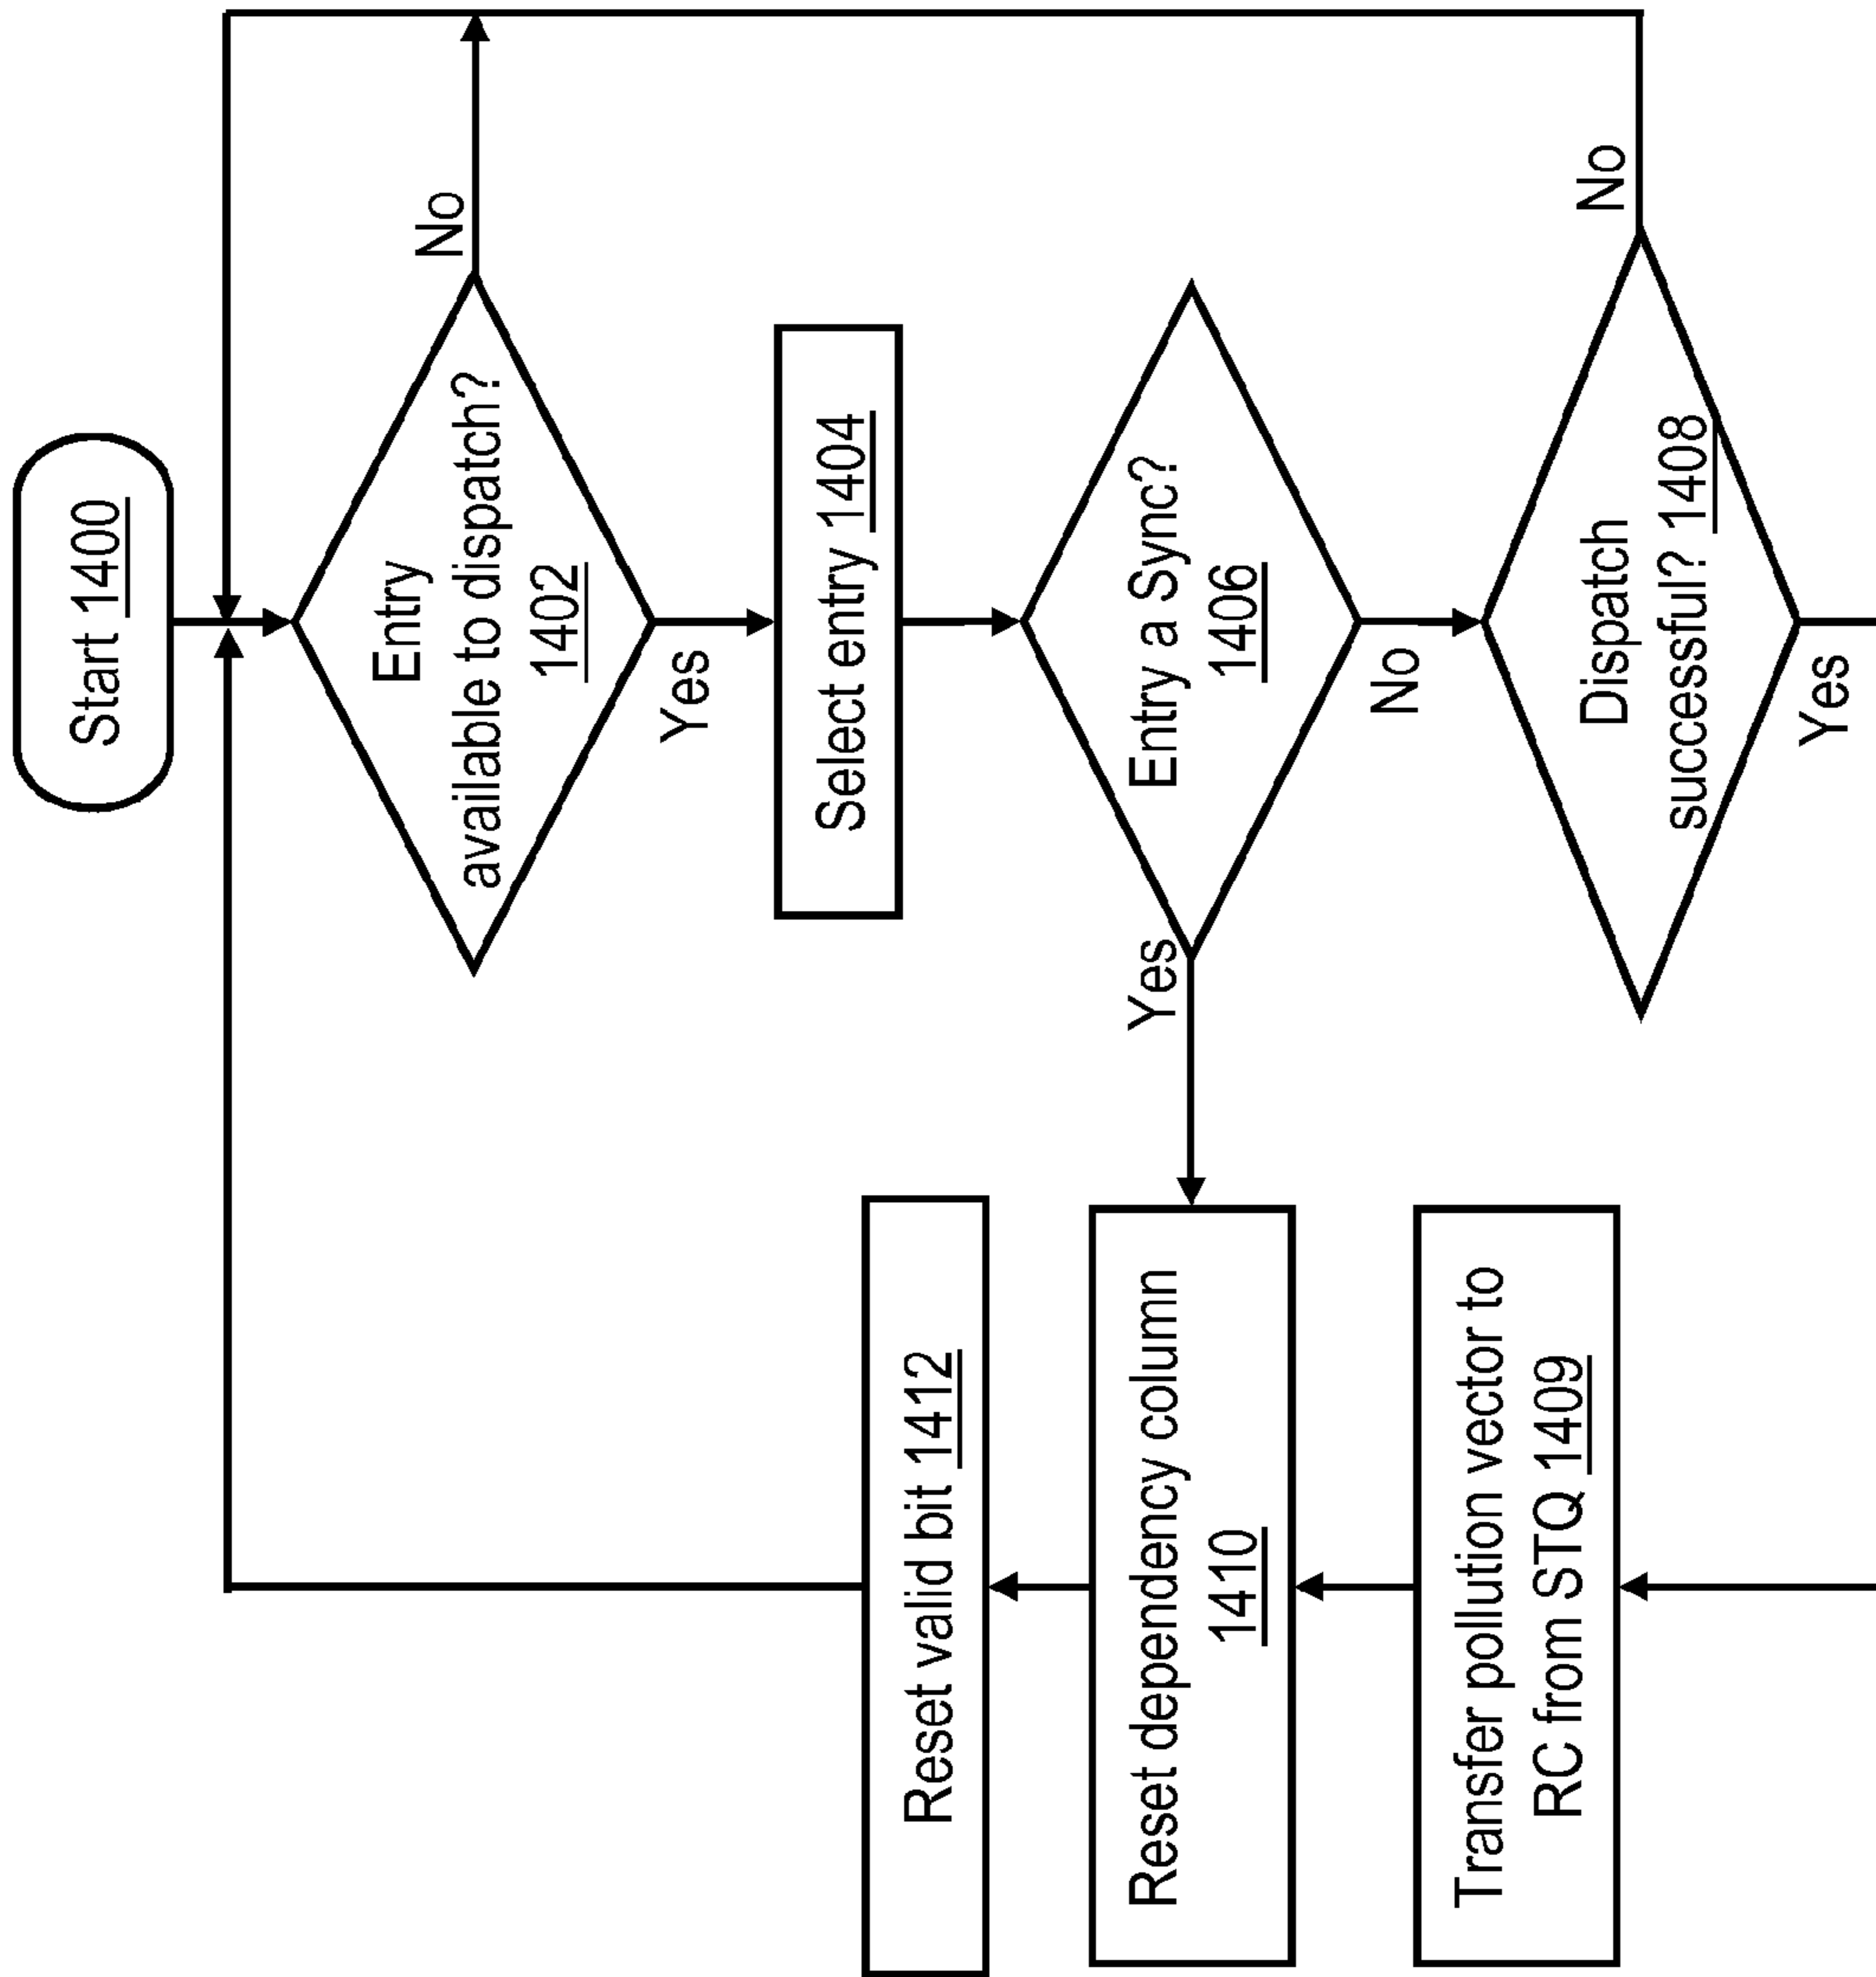 Start 1400
Entry
available to dispatch?
1402
No
Yes
Select entry 1404
Entry a Sync?
1406
Yes
No
Dispatch
successful? 1408
No
Yes
Reset valid bit 1412
Reset dependency column
1410
Transfer pollution vector to
RC from STQ 1409